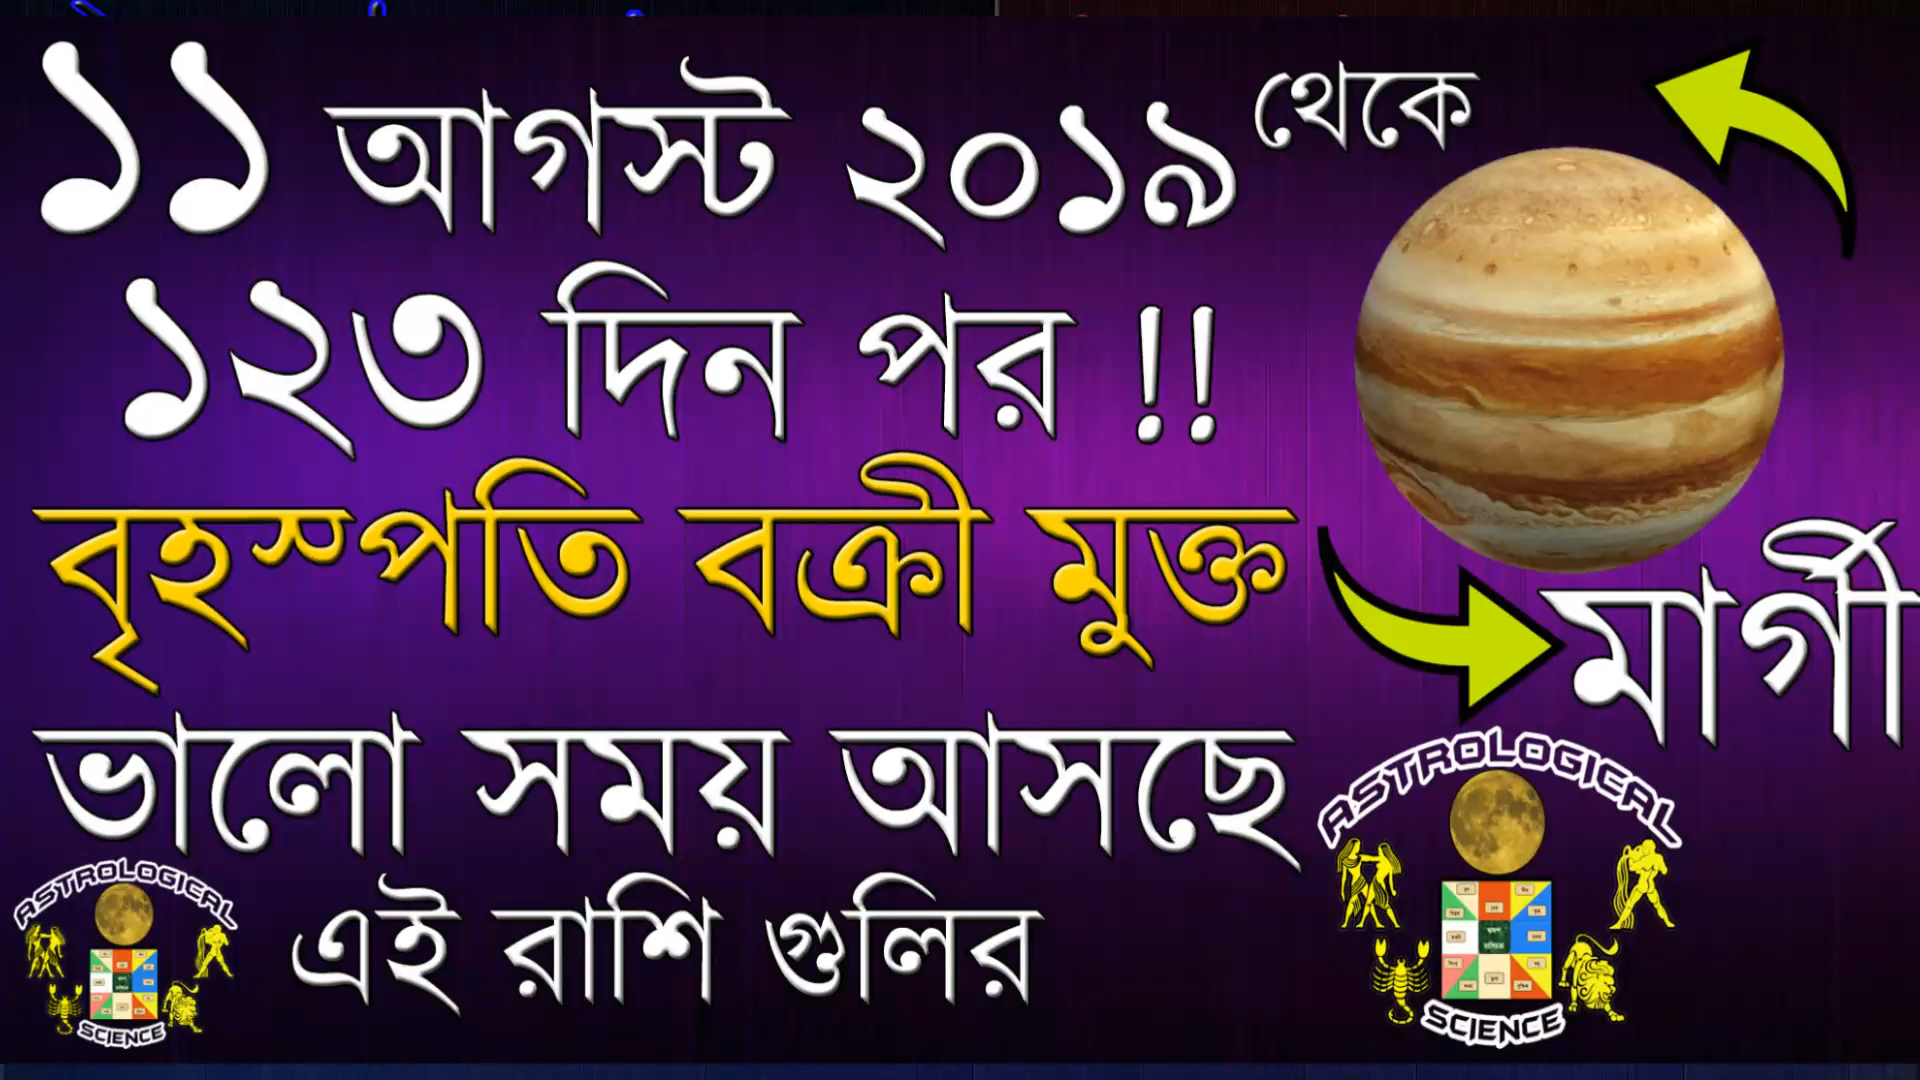 ১১ আগস্ট ২০১৯ থেকে
১২৩ দিন পর !!
বৃহস্পতি বক্রী মুক্ত
মার্গী
ভালো সময় আসছে
এই রাশি গুলির
ASTROLOGICAL
SCIENCE
ASTROLOGICAL
SCIENCE